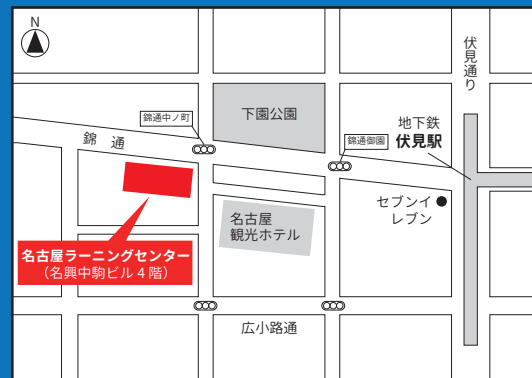 N
伏見通り
錦通中ノ町
下園公園
地下鉄
伏見駅
錦通
錦通御園
セブンイ
レブン
名古屋
観光ホテル
名古屋ラーニングセンター
（名興中駒ビル4階）
広小路通